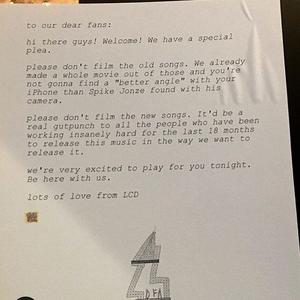 to our dear fans:
hi there guys! Welcome! We have a special
plea.
please don't film the old songs. We already
made a whole movie out of those and you're
not gonna find a "better angle" with your
iPhone than Spike Jonze found with his
camera.
please don't film the new songs. It'd be a
real gutpunch to all the people who have been
working insanely hard for the last 18 months
to release this music in the way we want to
release it.
we're very excited to play for you tonight.
Be here with us.
lots of love from LCD
DFA